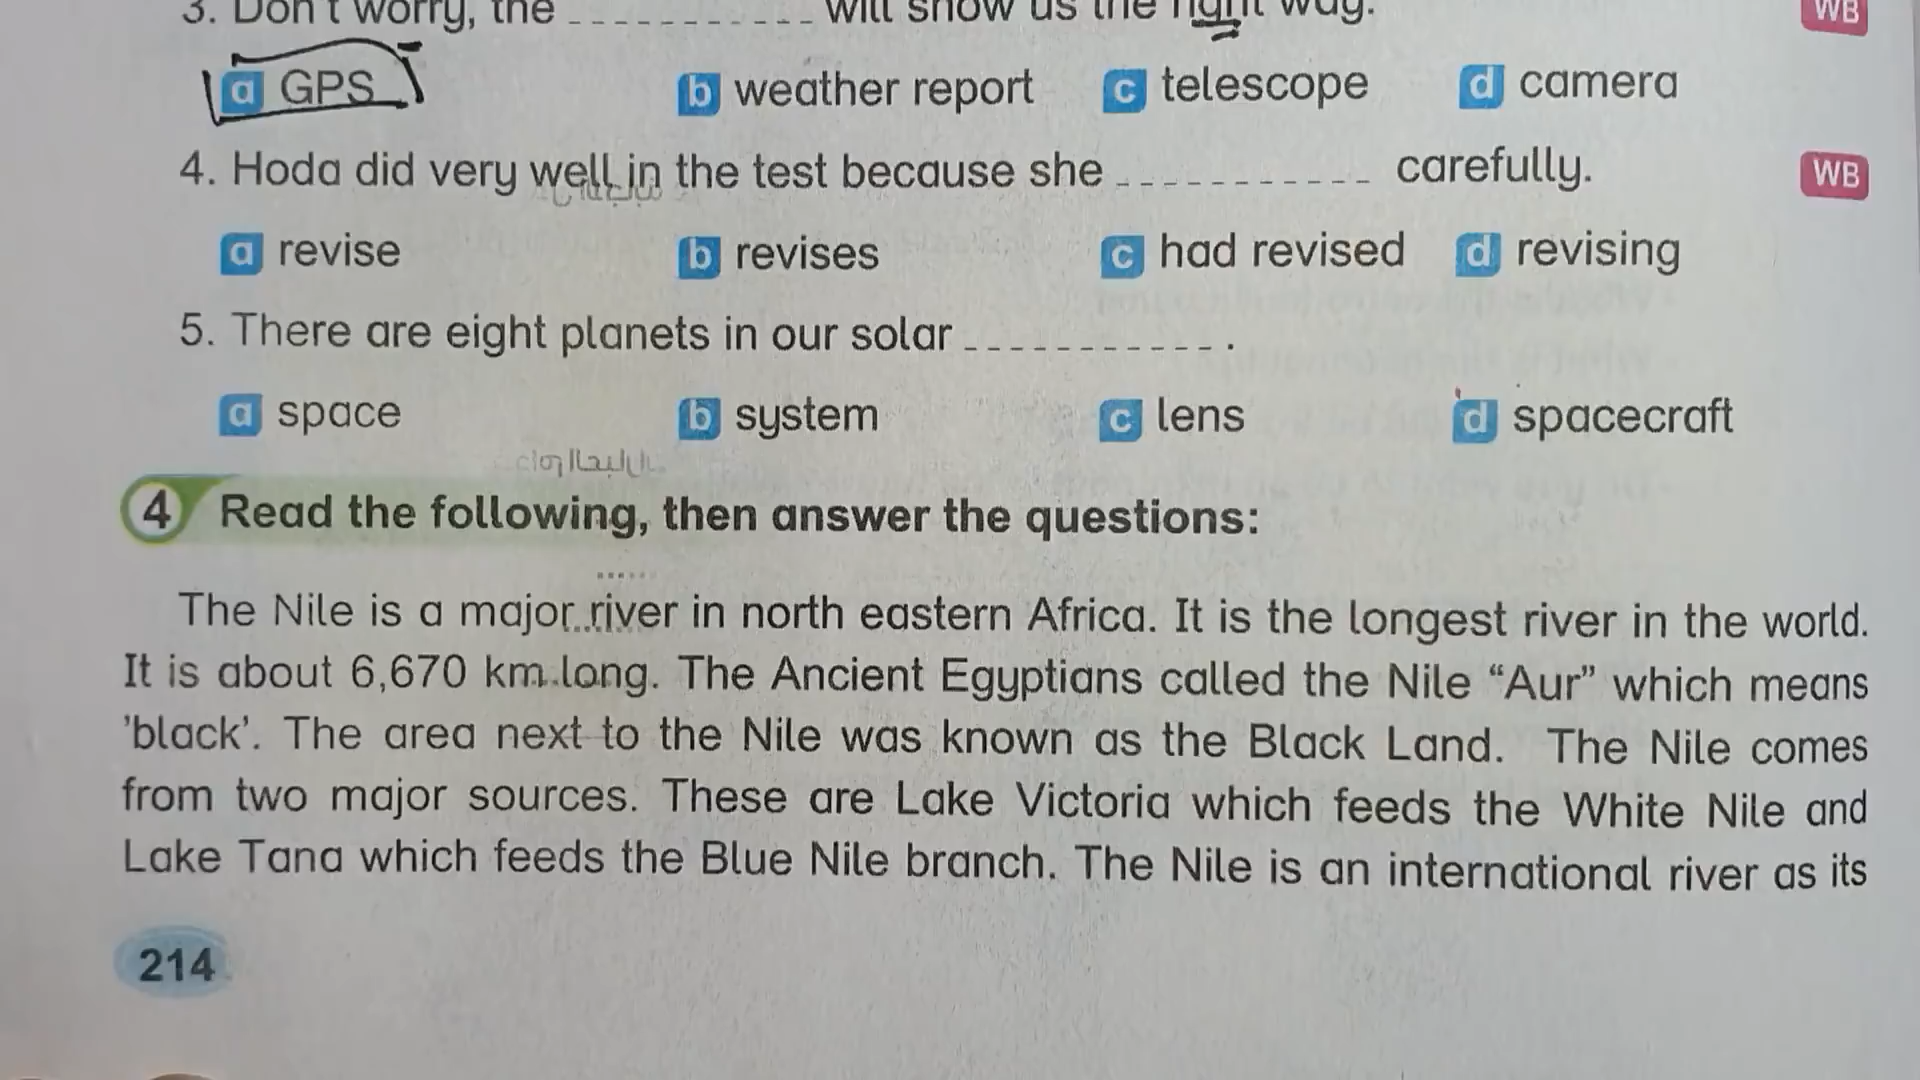 3. Don't worry, the ___________ will show us the right way. WB
a GPS b weather report c telescope d camera
4. Hoda did very well in the test because she ___________ carefully. WB
a revise b revises c had revised d revising
5. There are eight planets in our solar ___________ .
a space b system c lens d spacecraft
4 Read the following, then answer the questions:
The Nile is a major river in north eastern Africa. It is the longest river in the world.
It is about 6,670 km long. The Ancient Egyptians called the Nile “Aur” which means
'black'. The area next to the Nile was known as the Black Land. The Nile comes
from two major sources. These are Lake Victoria which feeds the White Nile and
Lake Tana which feeds the Blue Nile branch. The Nile is an international river as its
214